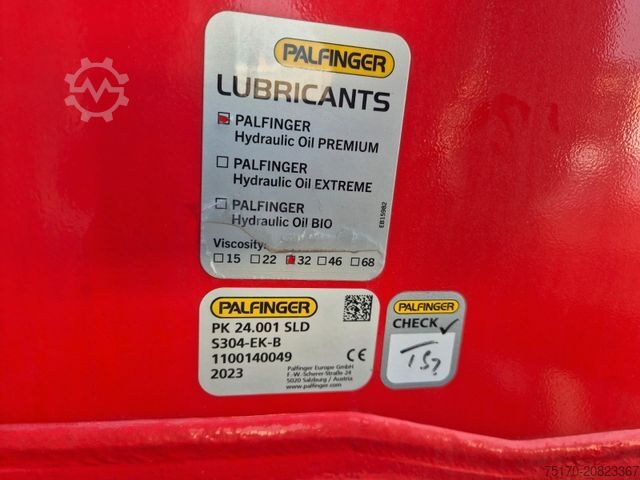 PALFINGER
LUBRICANTS
PALFINGER
Hydraulic Oil PREMIUM
PALFINGER
Hydraulic Oil EXTREME
PALFINGER
Hydraulic Oil BIO
EB15982
Viscosity:
15 22 32 46 68
PALFINGER
PK 24.001 SLD
S304-EK-B
1100140049
2023
CE
Palfinger Europe GmbH
F.-W.-Scherer-Straße 24
5020 Salzburg / Austria
www.palfinger.com
PALFINGER
CHECK
75170-20823367